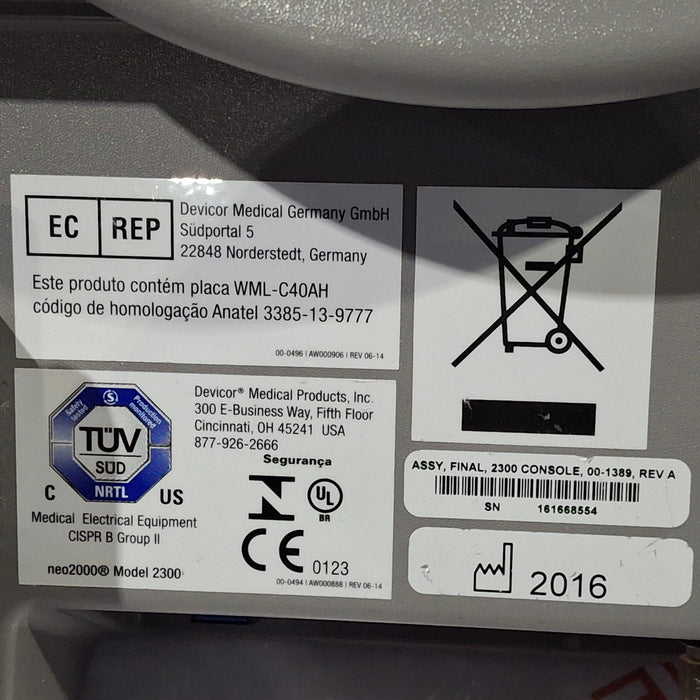 EC REP
Devicor Medical Germany GmbH
Südportal 5
22848 Norderstedt, Germany
Este produto contém placa WML-C40AH
código de homologação Anatel 3385-13-9777
00-0496 | AW000906 | REV 06-14
Safety tested
Production monitored
S
TÜV
SÜD
NRTL
C US
Medical Electrical Equipment
CISPR B Group II
neo2000® Model 2300
Devicor® Medical Products, Inc.
300 E-Business Way, Fifth Floor
Cincinnati, OH 45241 USA
877-926-2666
Segurança
UL
BR
CE 0123
00-0494 | AW000888 | REV 06-14
ASSY, FINAL, 2300 CONSOLE, 00-1389, REV A
SN 161668554
2016